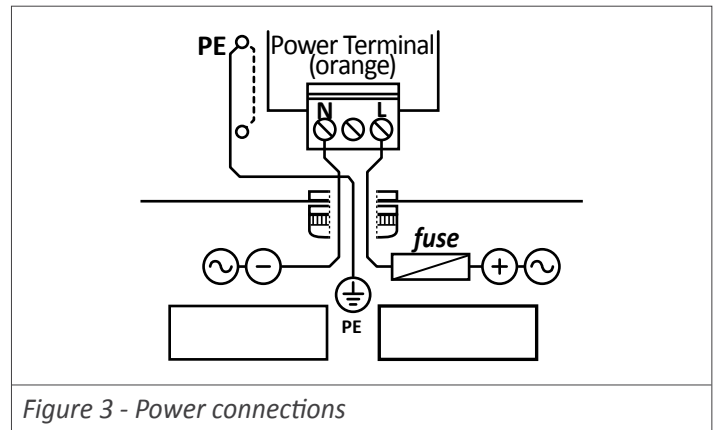 PE
Power Terminal
(orange)
N L
fuse
PE
Figure 3 - Power connections